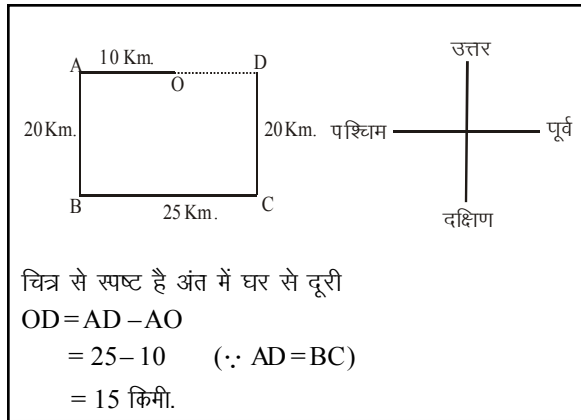 10 Km.
A
O
D
20Km.
20Km.
B
25 Km.
C
उत्तर
पश्चिम
पूर्व
दक्षिण
चित्र से स्पष्ट है अंत में घर से दूरी
OD = AD – AO
= 25 – 10 (∵ AD = BC)
= 15 किमी.